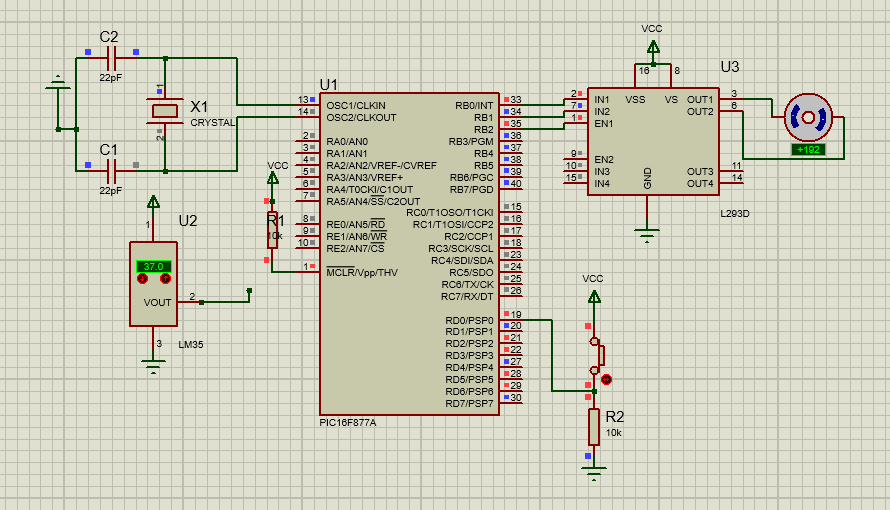 C2
22pF
1
X1
CRYSTAL
2
C1
22pF
U2
1
37.0
VOUT
2
3
LM35
VCC
R1
10k
U1
13 OSC1/CLKIN
14 OSC2/CLKOUT
2 RA0/AN0
3 RA1/AN1
4 RA2/AN2/VREF-/CVREF
5 RA3/AN3/VREF+
6 RA4/T0CKI/C1OUT
7 RA5/AN4/SS/C2OUT
8 RE0/AN5/RD
9 RE1/AN6/WR
10 RE2/AN7/CS
1 MCLR/Vpp/THV
RB0/INT 33
RB1 34
RB2 35
RB3/PGM 36
RB4 37
RB5 38
RB6/PGC 39
RB7/PGD 40
RC0/T1OSO/T1CKI 15
RC1/T1OSI/CCP2 16
RC2/CCP1 17
RC3/SCK/SCL 18
RC4/SDI/SDA 23
RC5/SDO 24
RC6/TX/CK 25
RC7/RX/DT 26
RD0/PSP0 19
RD1/PSP1 20
RD2/PSP2 21
RD3/PSP3 22
RD4/PSP4 27
RD5/PSP5 28
RD6/PSP6 29
RD7/PSP7 30
PIC16F877A
VCC
U3
16 8
VSS VS
2 IN1 OUT1 3
7 IN2 OUT2 6
1 EN1
9 EN2
10 IN3 OUT3 11
15 IN4 OUT4 14
GND
L293D
+192
VCC
R2
10k